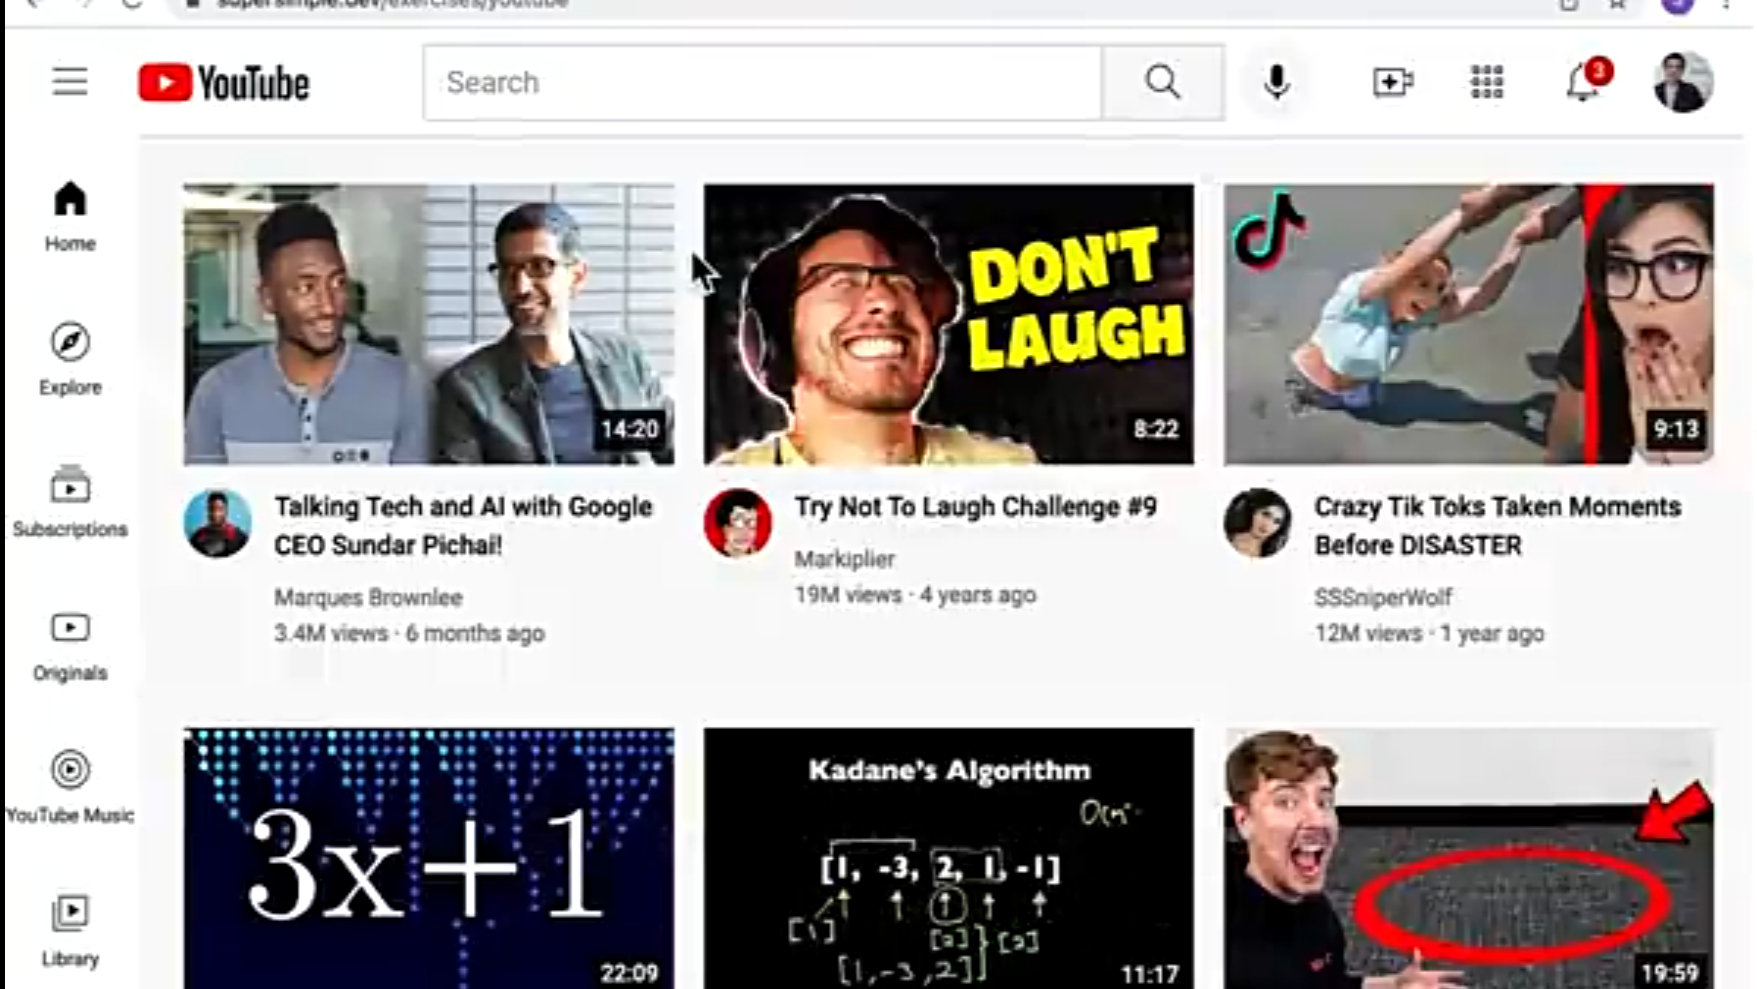 supersimple.dev/exercises/youtube
YouTube
Search
3
Home
Explore
Subscriptions
Originals
YouTube Music
Library
DON'T
LAUGH
14:20
8:22
9:13
Talking Tech and AI with Google
CEO Sundar Pichai!
Marques Brownlee
3.4M views · 6 months ago
Try Not To Laugh Challenge #9
Markiplier
19M views · 4 years ago
Crazy Tik Toks Taken Moments
Before DISASTER
SSSniperWolf
12M views · 1 year ago
3x+1
22:09
Kadane's Algorithm
[1, -3, 2, 1, -1]
[1]
[1,-3,2]
11:17
19:59